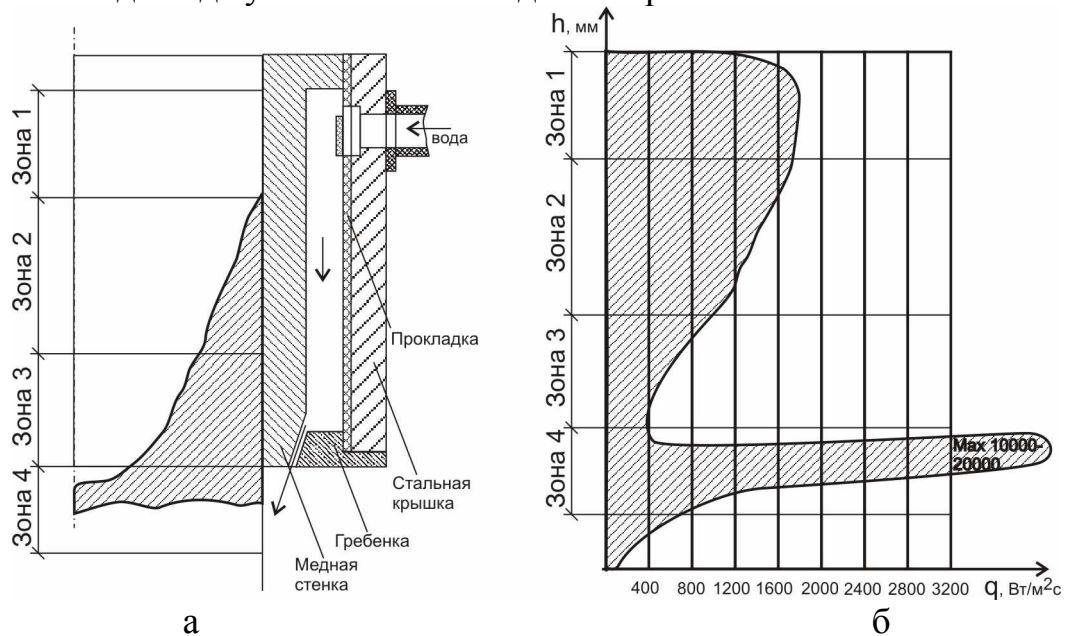 h, мм
Зона 1
Зона 2
Зона 3
Зона 4
вода
Прокладка
Стальная
крышка
Гребенка
Медная
стенка
Зона 1
Зона 2
Зона 3
Зона 4
Max 10000-
20000
400 800 1200 1600 2000 2400 2800 3200 q, Вт/м²с
а
б